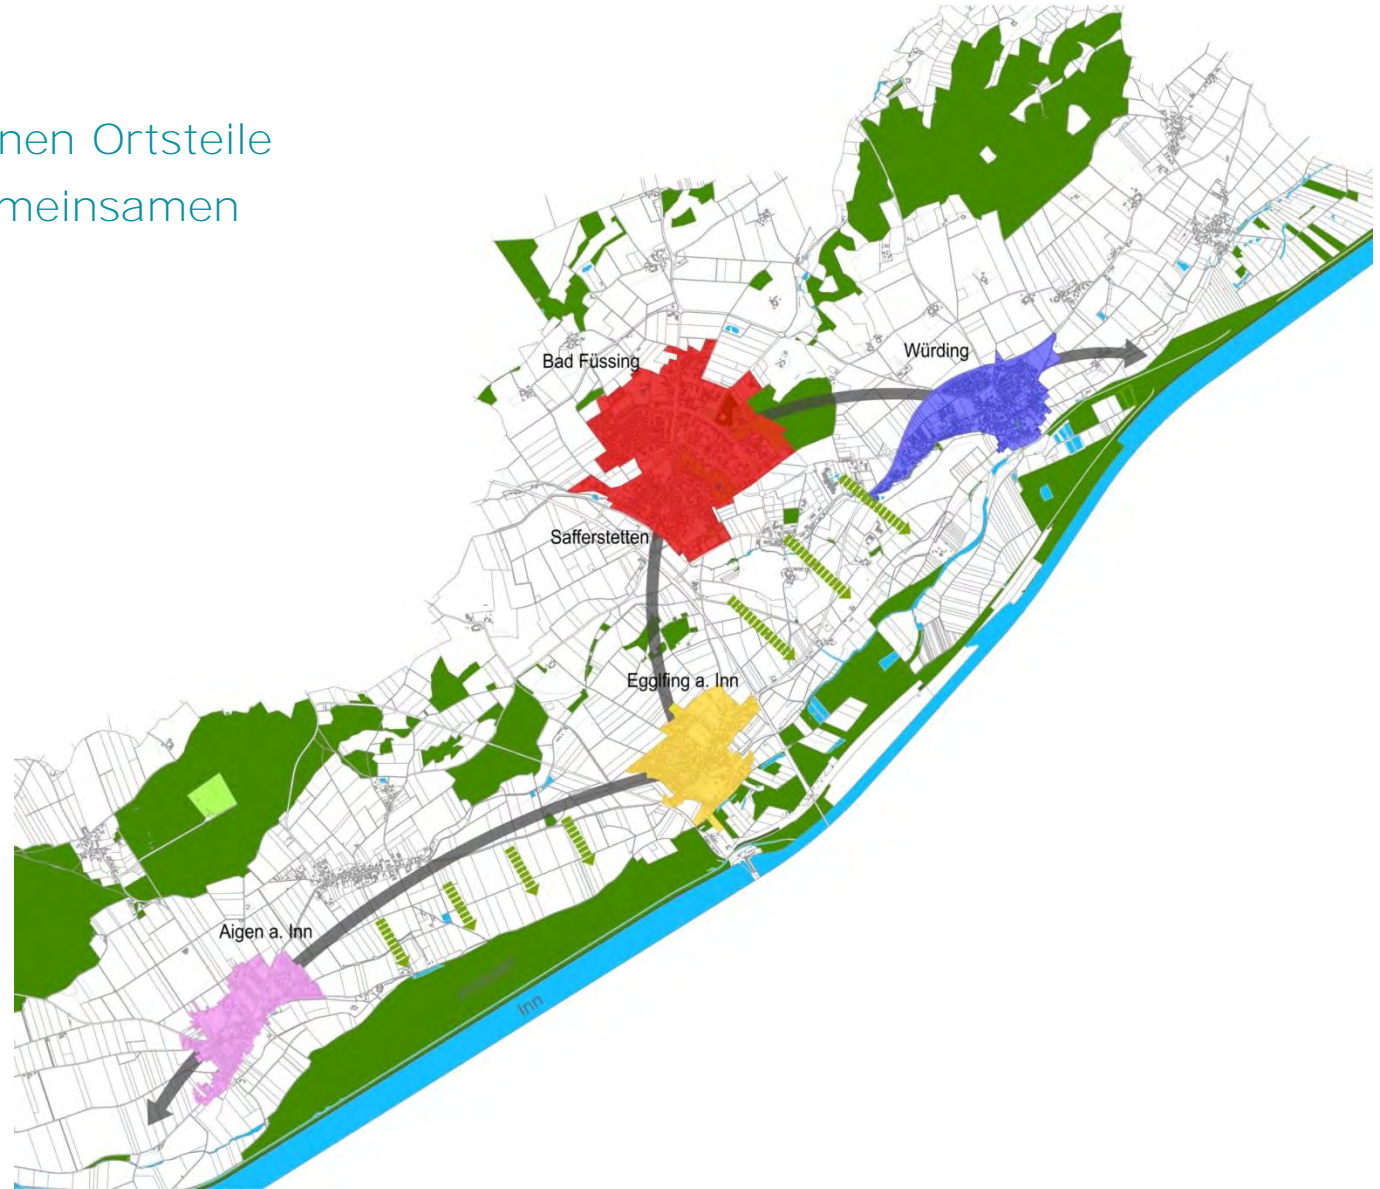 nen Ortsteile
meinsamen
Würding
Bad Füssing
Safferstetten
Egglfing a. Inn
Aigen a. Inn
Inn